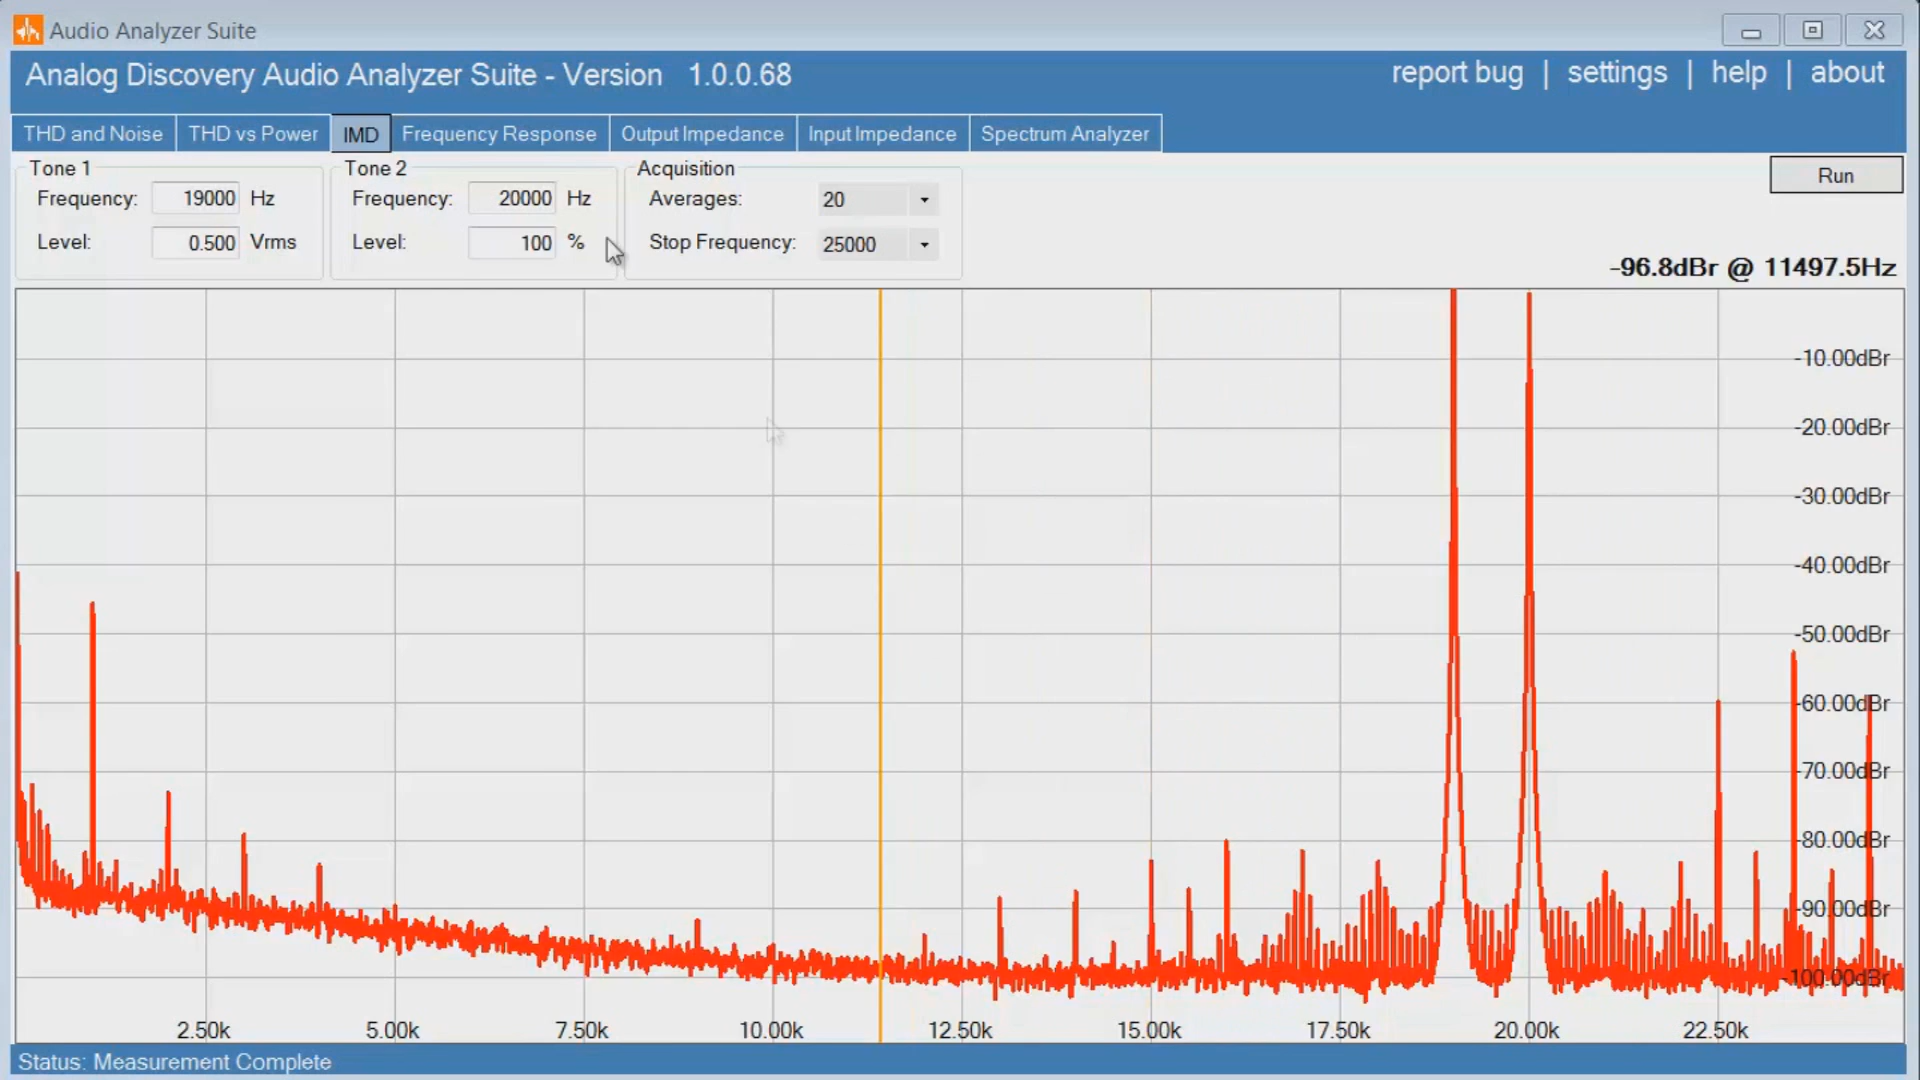 Audio Analyzer Suite
Analog Discovery Audio Analyzer Suite - Version 1.0.0.68
report bug | settings | help | about
THD and Noise THD vs Power IMD Frequency Response Output Impedance Input Impedance Spectrum Analyzer
Tone 1 Tone 2 Acquisition
Run
Frequency: 19000 Hz Frequency: 20000 Hz Averages: 20
Level: 0.500 Vrms Level: 100 % Stop Frequency: 25000
-96.8dBr @ 11497.5Hz
-10.00dBr
-20.00dBr
-30.00dBr
-40.00dBr
-50.00dBr
-60.00dBr
-70.00dBr
-80.00dBr
-90.00dBr
-100.00dBr
2.50k 5.00k 7.50k 10.00k 12.50k 15.00k 17.50k 20.00k 22.50k
Status: Measurement Complete